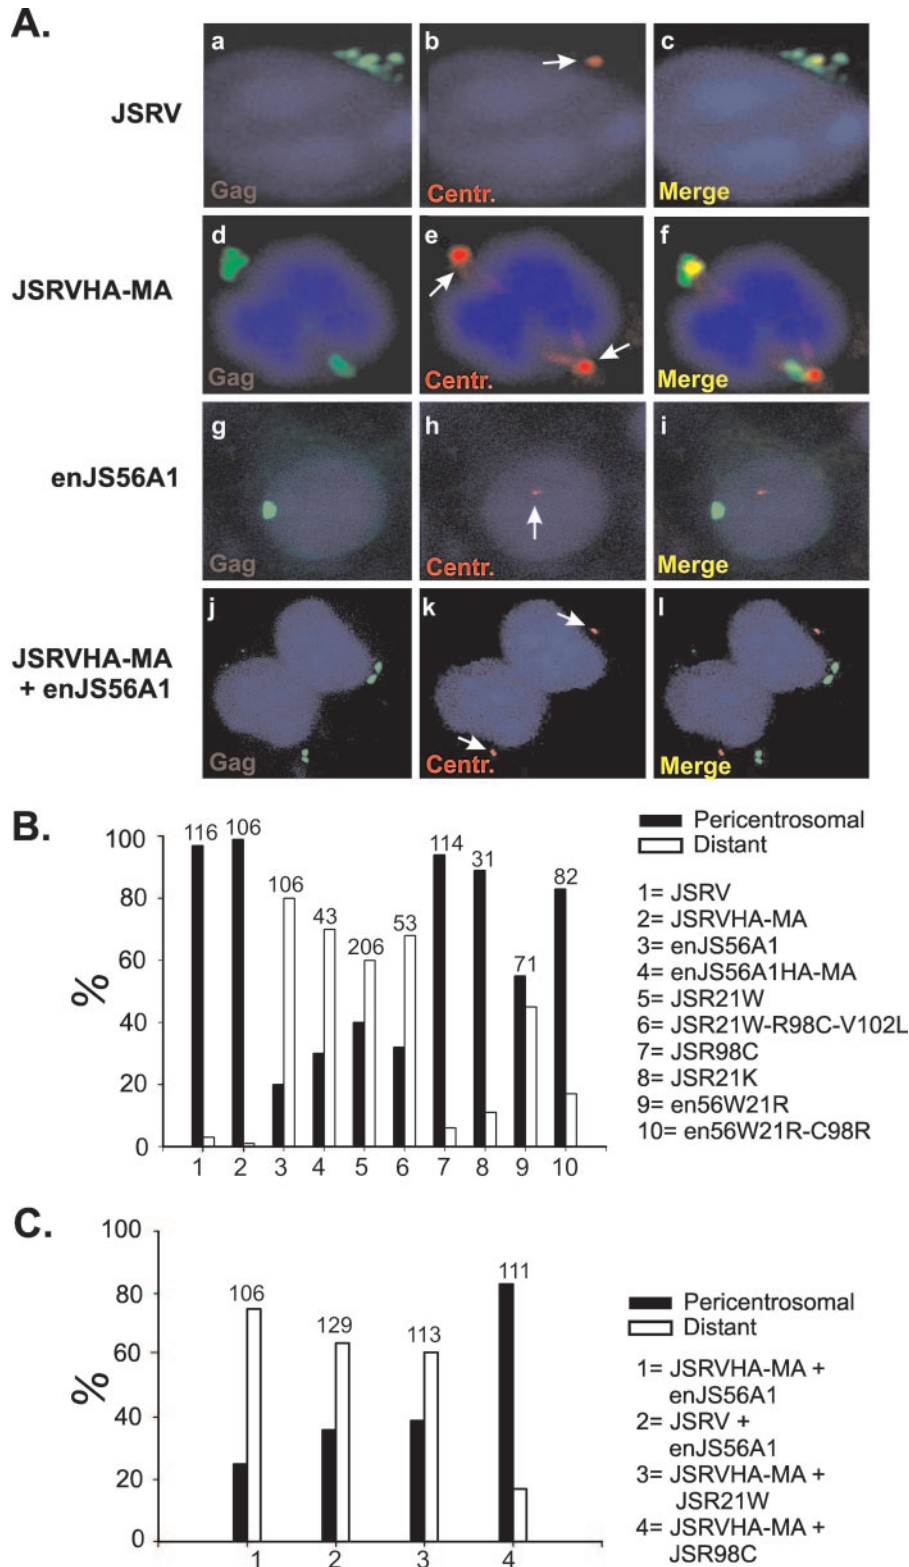 A.
a
b
c
JSRV
Gag
Centr.
Merge
d
e
f
JSRVHA-MA
Gag
Centr.
Merge
g
h
i
enJS56A1
Gag
Centr.
Merge
j
k
l
JSRVHA-MA
+ enJS56A1
Gag
Centr.
Merge
B.
%
100
80
60
40
20
0
116
106
106
43
206
53
114
31
71
82
1 2 3 4 5 6 7 8 9 10
Pericentrosomal
Distant
1= JSRV
2= JSRVHA-MA
3= enJS56A1
4= enJS56A1HA-MA
5= JSR21W
6= JSR21W-R98C-V102L
7= JSR98C
8= JSR21K
9= en56W21R
10= en56W21R-C98R
C.
%
100
80
60
40
20
0
106
129
113
111
1 2 3 4
Pericentrosomal
Distant
1= JSRVHA-MA +
enJS56A1
2= JSRV +
enJS56A1
3= JSRVHA-MA +
JSR21W
4= JSRVHA-MA +
JSR98C